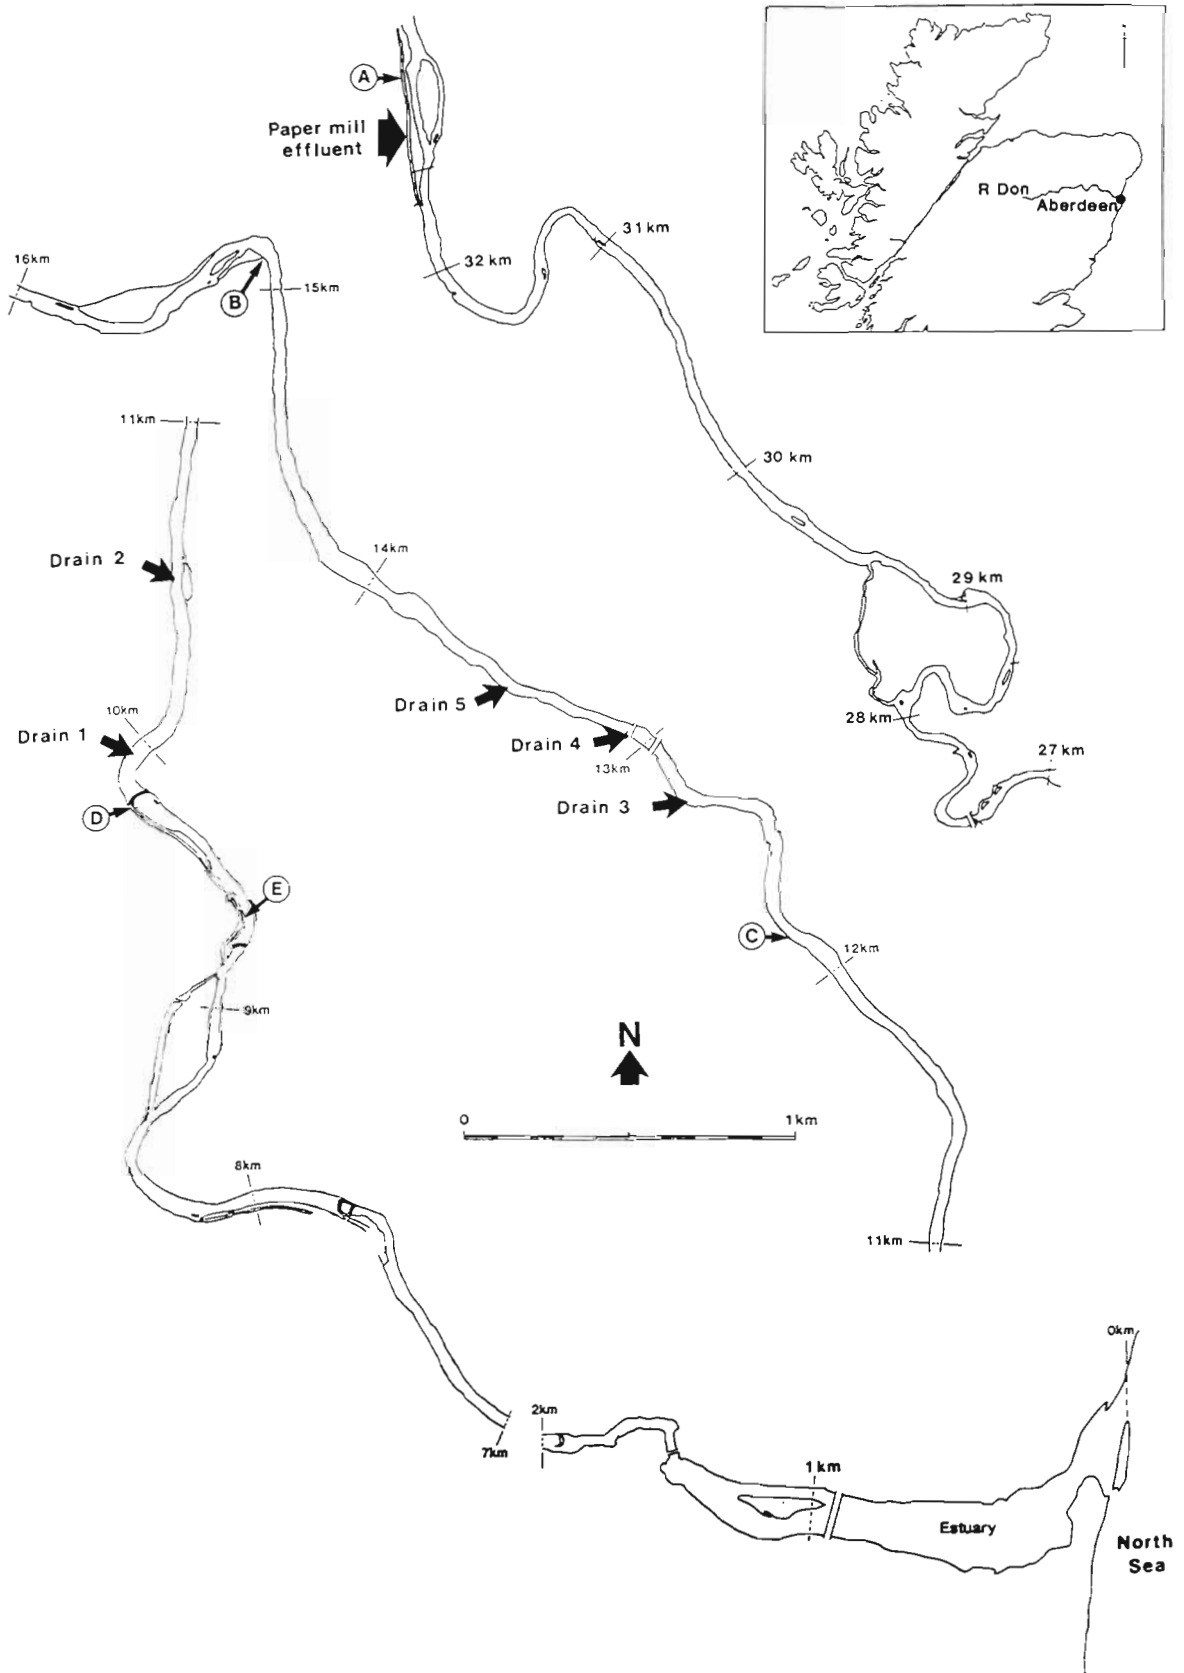 A
Paper mill
effluent
R Don
Aberdeen
31 km
32 km
16km
15km
B
11km
30 km
14km
Drain 2
29 km
Drain 5
10km
28 km
Drain 1
Drain 4
27 km
13km
Drain 3
D
E
C
12km
9km
N
0
1km
8km
11km
0km
2km
7km
1km
Estuary
North
Sea